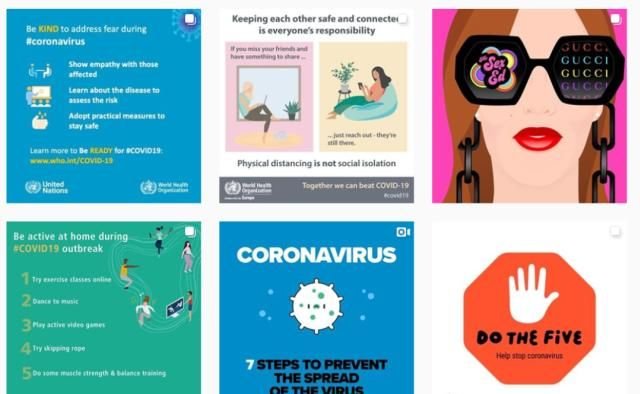 Be KIND to address fear during
#coronavirus
Show empathy with those
affected
Learn about the disease to
assess the risk
Adopt practical measures to
stay safe
Learn more to Be READY for #COVID19:
www.who.int/COVID-19
United
Nations
World Health
Organization
Keeping each other safe and connected
is everyone's responsibility
If you miss your friends and
have something to share ...
... just reach out - they're
still there.
Physical distancing is not social isolation
World Health
Organization
Europe
Together we can beat COVID-19
#covid19
the
Sex
Ed
GUCCI
GUCCI
GUCCI
GUCCI
Be active at home during
#COVID19 outbreak
1 Try exercise classes online
2 Dance to music
3 Play active video games
4 Try skipping rope
5 Do some muscle strength & balance training
CORONAVIRUS
7 STEPS TO PREVENT
THE SPREAD
OF THE VIRUS
DO THE FIVE
Help stop coronavirus